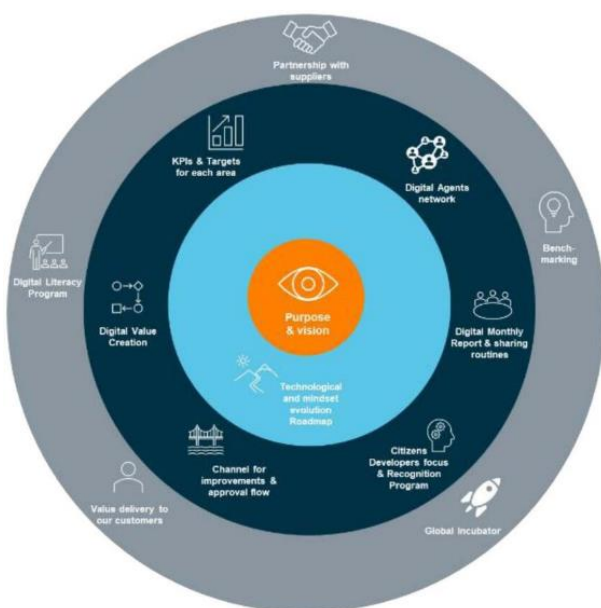 Partnership with
suppliers
KPIs & Targets
for each area
Digital Agents
network
Bench-
marking
Digital Literacy
Program
Purpose
& vision
Digital Value
Creation
Digital Monthly
Report & sharing
routines
Technological
and mindset
evolution
Roadmap
Channel for
improvements &
approval flow
Citizens
Developers focus
& Recognition
Program
Value delivery to
our customers
Global Incubator